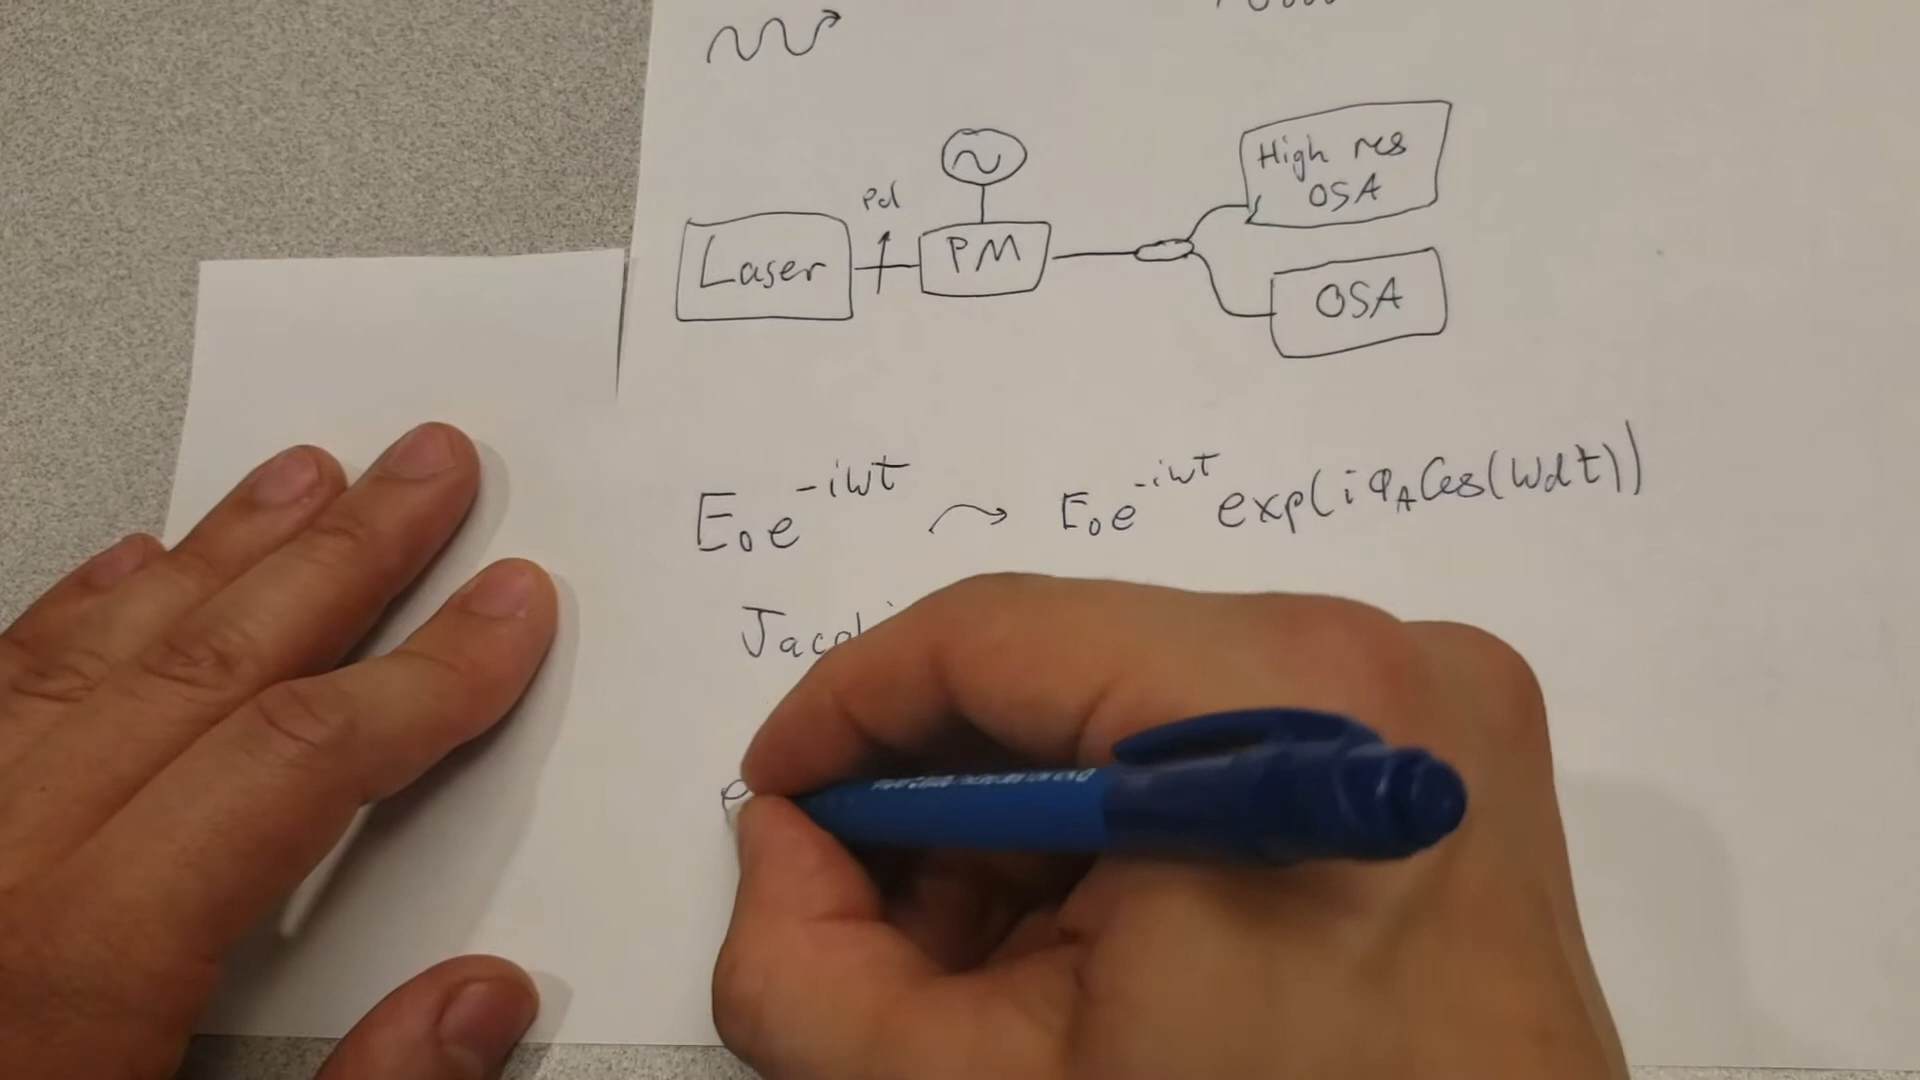 Pol
High res
OSA
Laser
PM
OSA
E₀e^-iωt → E₀e^-iωt exp(iφ_A Cos(ω_d t))
e